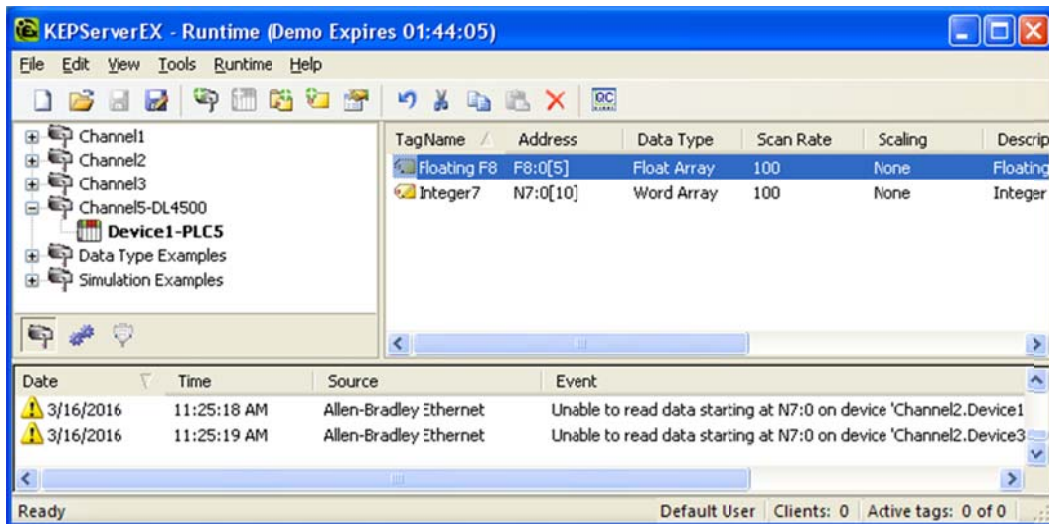 KEPServerEX - Runtime (Demo Expires 01:44:05)
File Edit View Tools Runtime Help
QC
Channel1
Channel2
Channel3
Channel5-DL4500
Device1-PLC5
Data Type Examples
Simulation Examples
TagName Address Data Type Scan Rate Scaling Descrip
Floating F8 F8:0[5] Float Array 100 None Floating
Integer7 N7:0[10] Word Array 100 None Integer
Date Time Source Event
3/16/2016 11:25:18 AM Allen-Bradley Ethernet Unable to read data starting at N7:0 on device 'Channel2.Device1
3/16/2016 11:25:19 AM Allen-Bradley Ethernet Unable to read data starting at N7:0 on device 'Channel2.Device3
Ready Default User Clients: 0 Active tags: 0 of 0